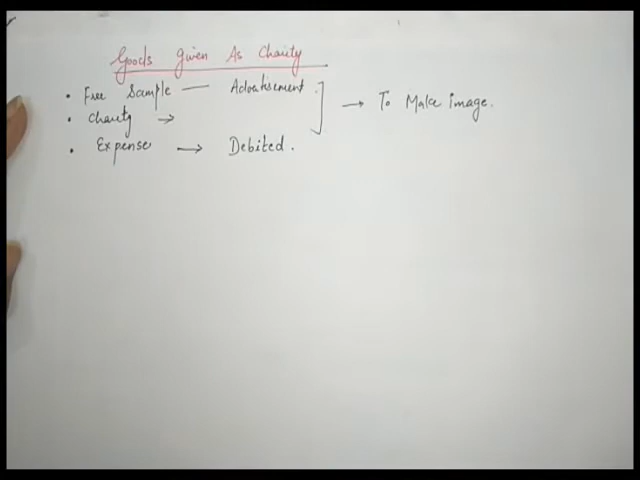 Goods Given As Charity
• Free Sample — Advertisement.
• Charity →
→ To Make Image.
• Expense → Debited.